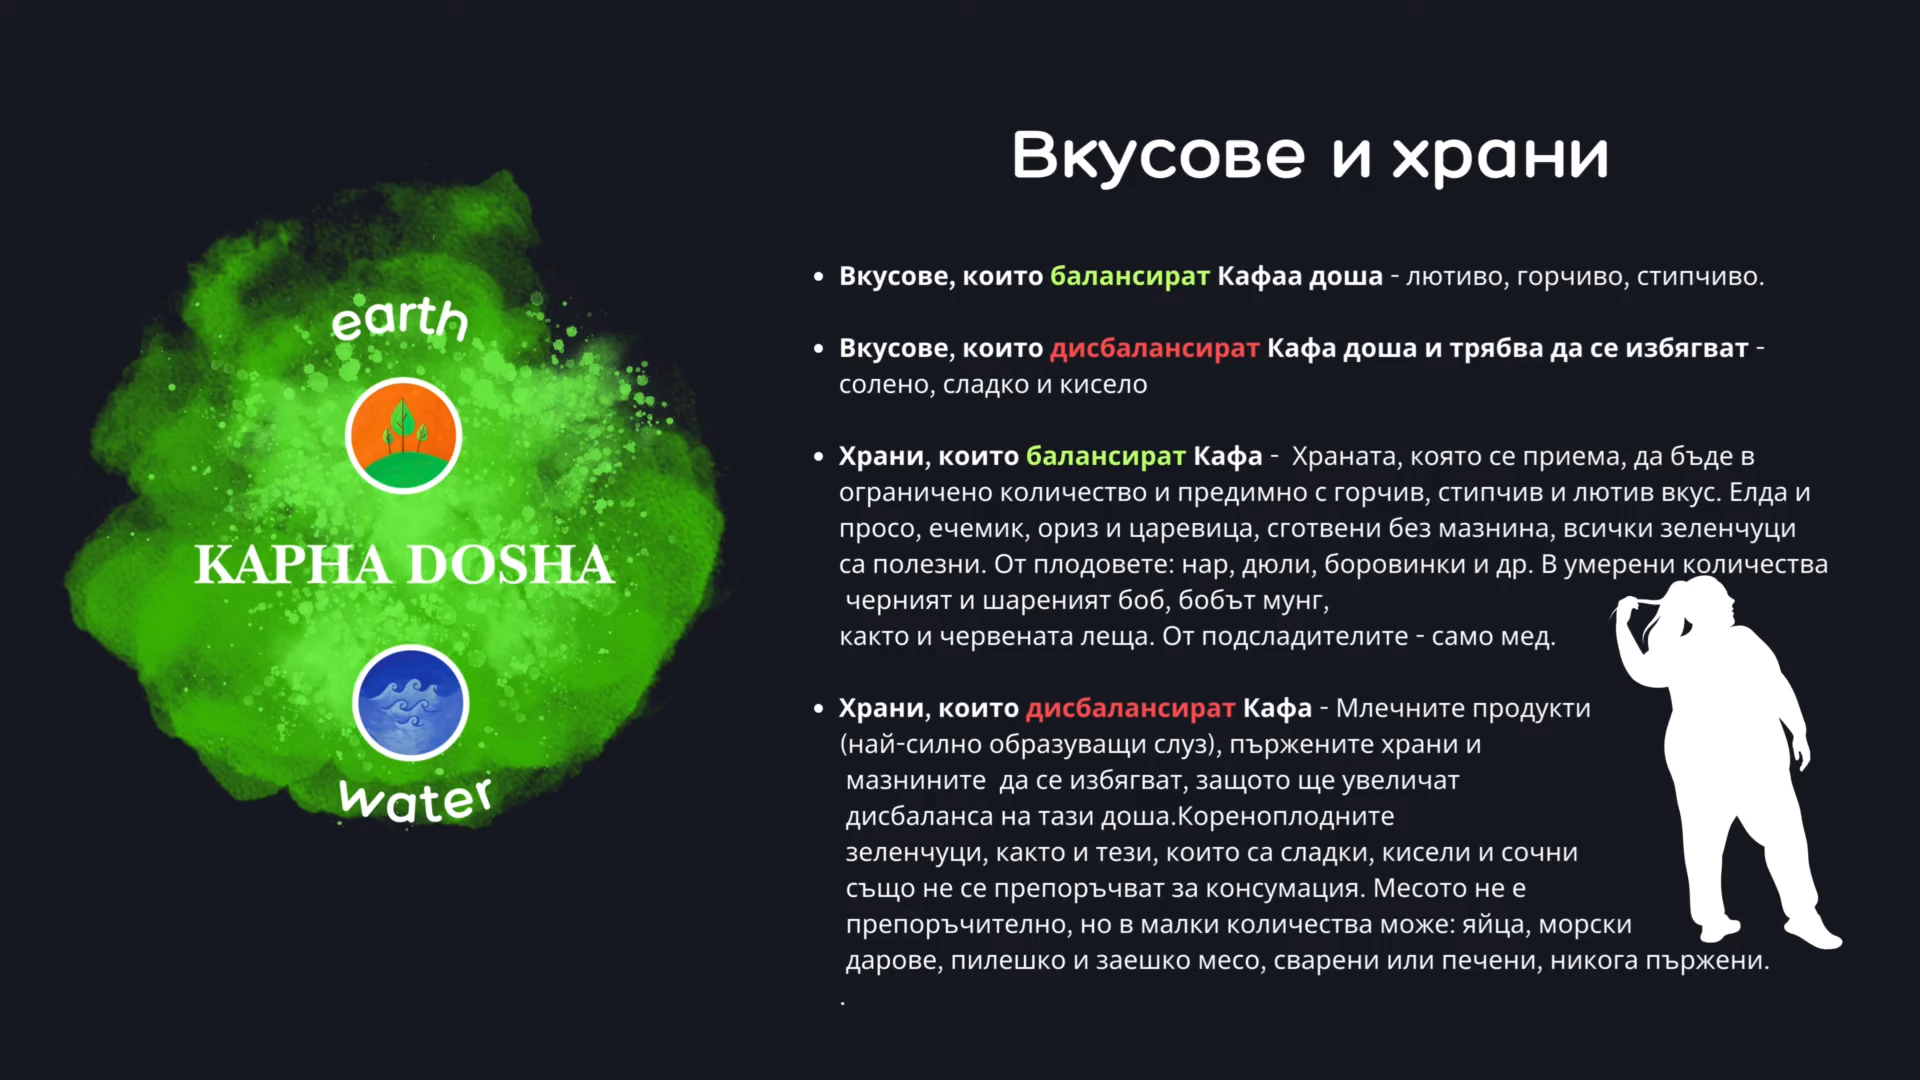 earth
KAPHA DOSHA
water
Вкусове и храни
• Вкусове, които балансират Кафаа доша - лютиво, горчиво, стипчиво.
• Вкусове, които дисбалансират Кафа доша и трябва да се избягват -
солено, сладко и кисело
• Храни, които балансират Кафа - Храната, която се приема, да бъде в
ограничено количество и предимно с горчив, стипчив и лютив вкус. Елда и
просо, ечемик, ориз и царевица, сготвени без мазнина, всички зеленчуци
са полезни. От плодовете: нар, дюли, боровинки и др. В умерени количества
черният и шареният боб, бобът мунг,
както и червената леща. От подсладителите - само мед.
• Храни, които дисбалансират Кафа - Млечните продукти
(най-силно образуващи слуз), пържените храни и
мазнините да се избягват, защото ще увеличат
дисбаланса на тази доша.Кореноплодните
зеленчуци, както и тези, които са сладки, кисели и сочни
също не се препоръчват за консумация. Месото не е
препоръчително, но в малки количества може: яйца, морски
дарове, пилешко и заешко месо, сварени или печени, никога пържени.
.